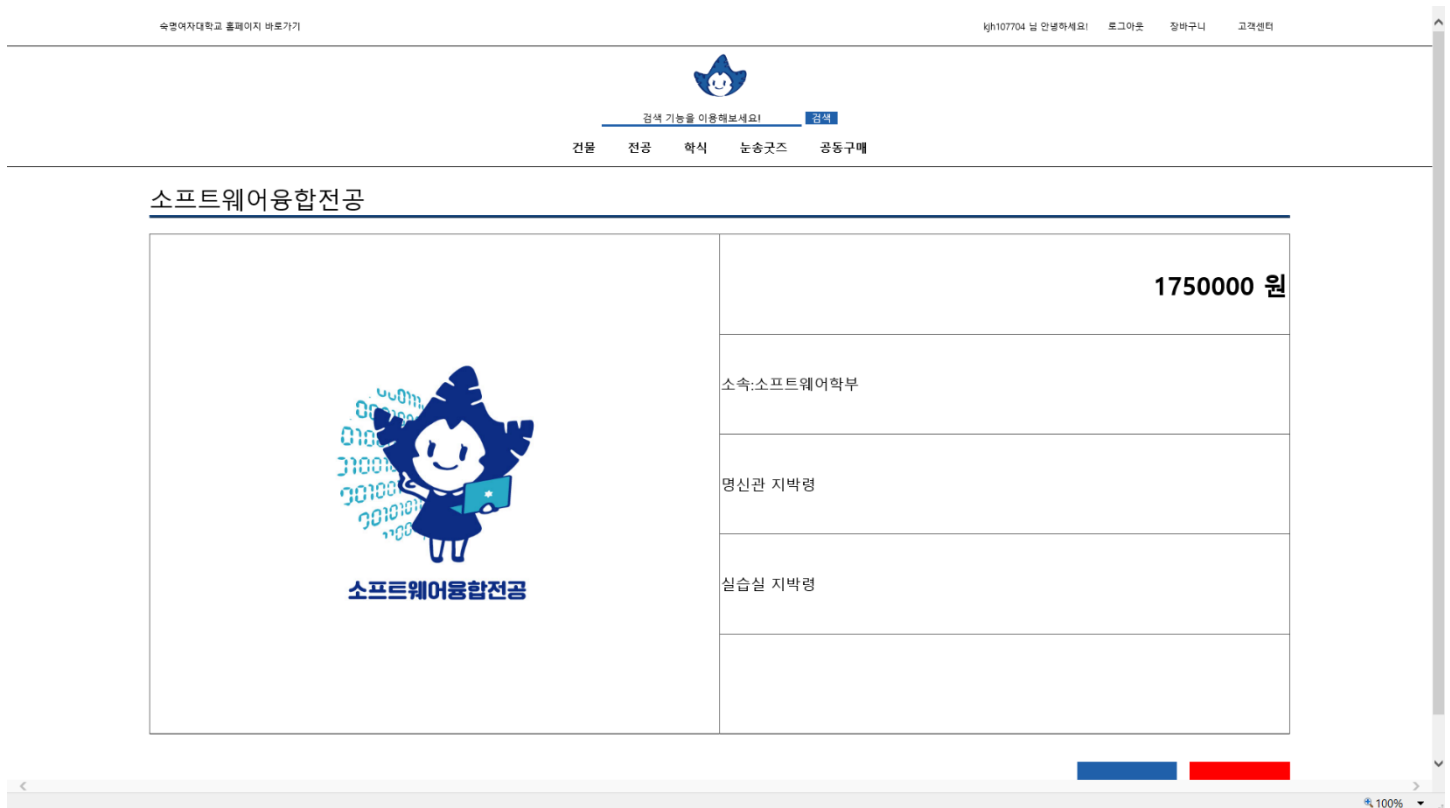 숙명여자대학교 홈페이지 바로가기
kjh107704 님 안녕하세요! 로그아웃 장바구니 고객센터
검색 기능을 이용해보세요! 검색
건물 전공 학식 눈송굿즈 공동구매
소프트웨어융합전공
1750000 원
소속:소프트웨어학부
명신관 지박령
실습실 지박령
소프트웨어융합전공
100%